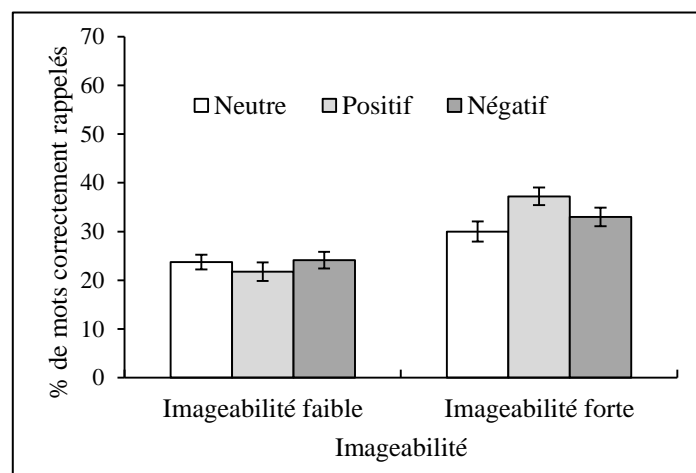 % de mots correctement rappelés
70
60
50
40
30
20
10
0
Neutre Positif Négatif
Imageabilité faible Imageabilité forte
Imageabilité